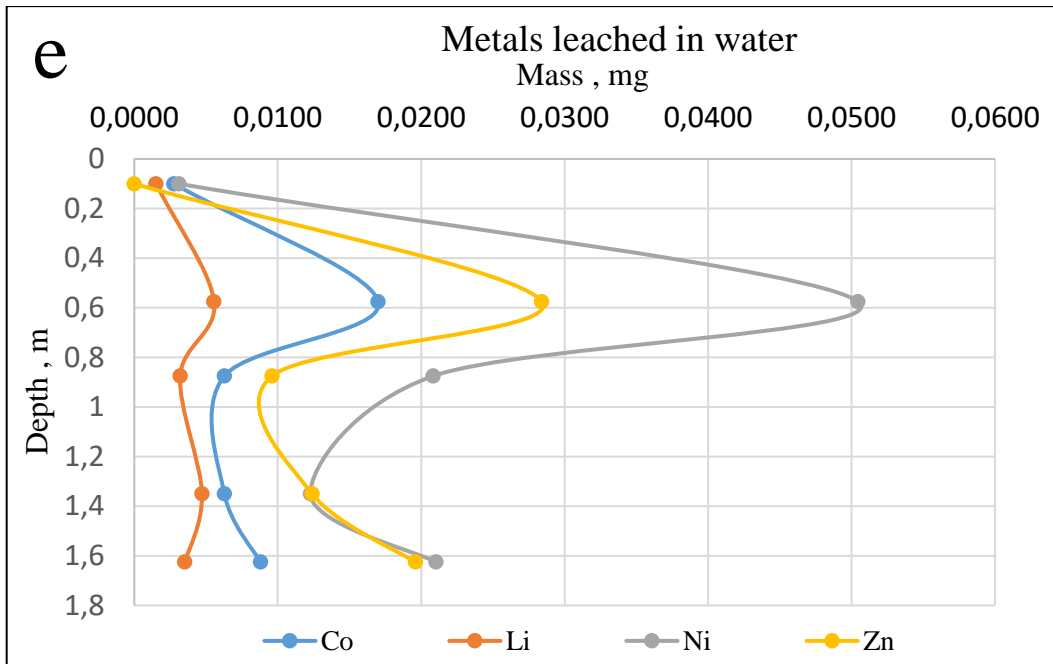 e
Metals leached in water
Mass , mg
0,0000 0,0100 0,0200 0,0300 0,0400 0,0500 0,0600
0
0,2
0,4
0,6
0,8
1
1,2
1,4
1,6
1,8
Depth , m
Co Li Ni Zn